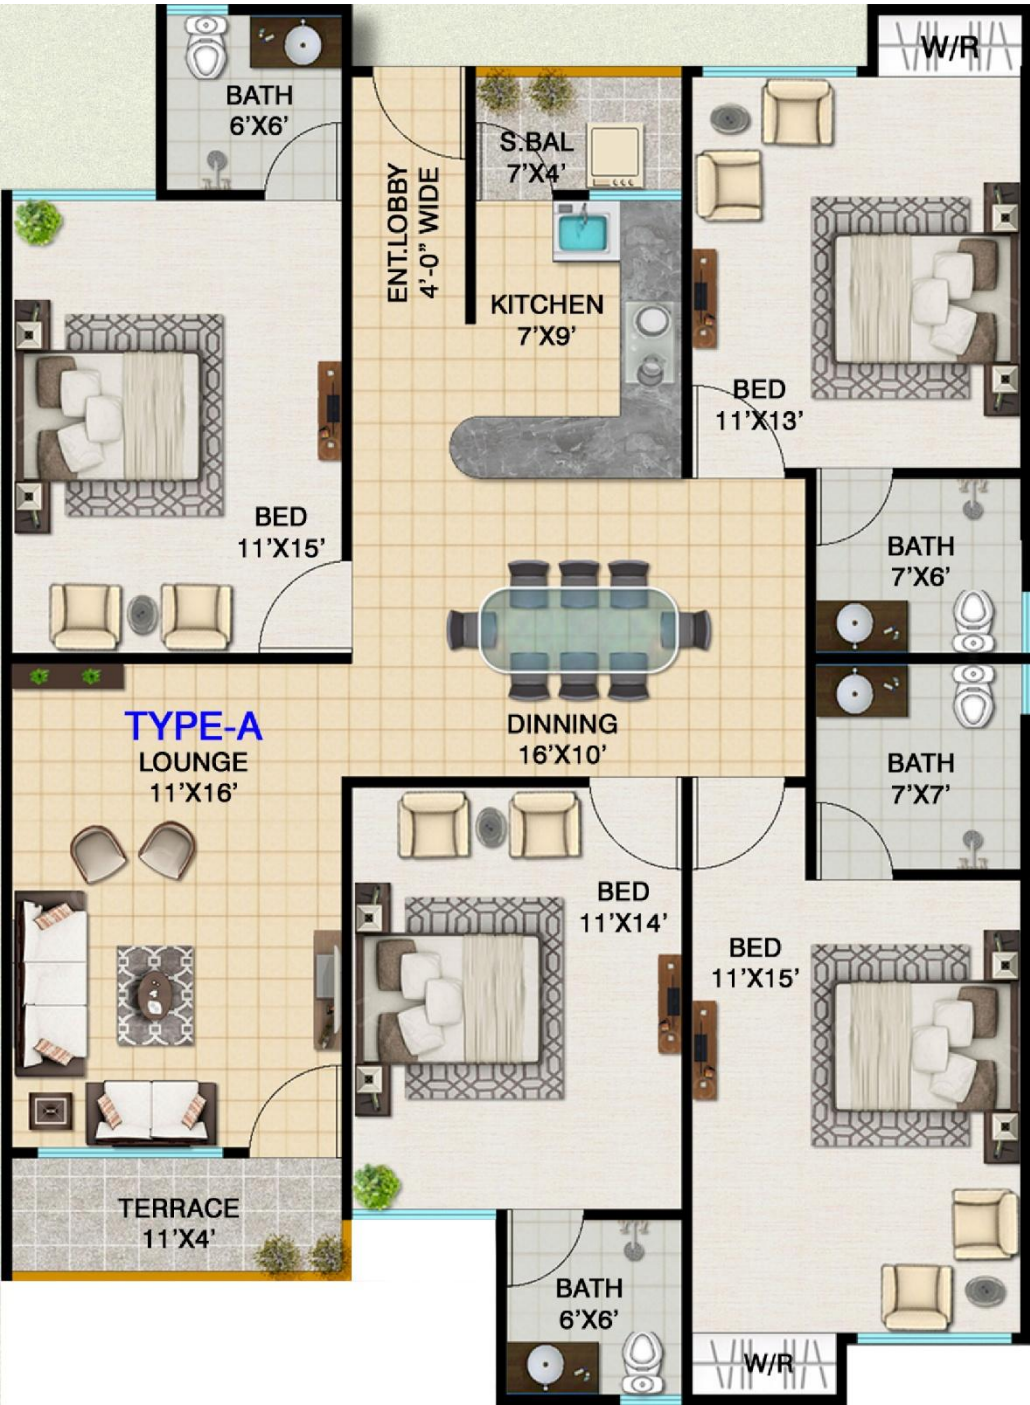 W/R
BATH
6'X6'
S.BAL
7'X4'
ENT.LOBBY
4'-0" WIDE
KITCHEN
7'X9'
BED
11'X13'
BED
11'X15'
BATH
7'X6'
TYPE-A
LOUNGE
11'X16'
DINNING
16'X10'
BATH
7'X7'
BED
11'X14'
BED
11'X15'
TERRACE
11'X4'
BATH
6'X6'
W/R